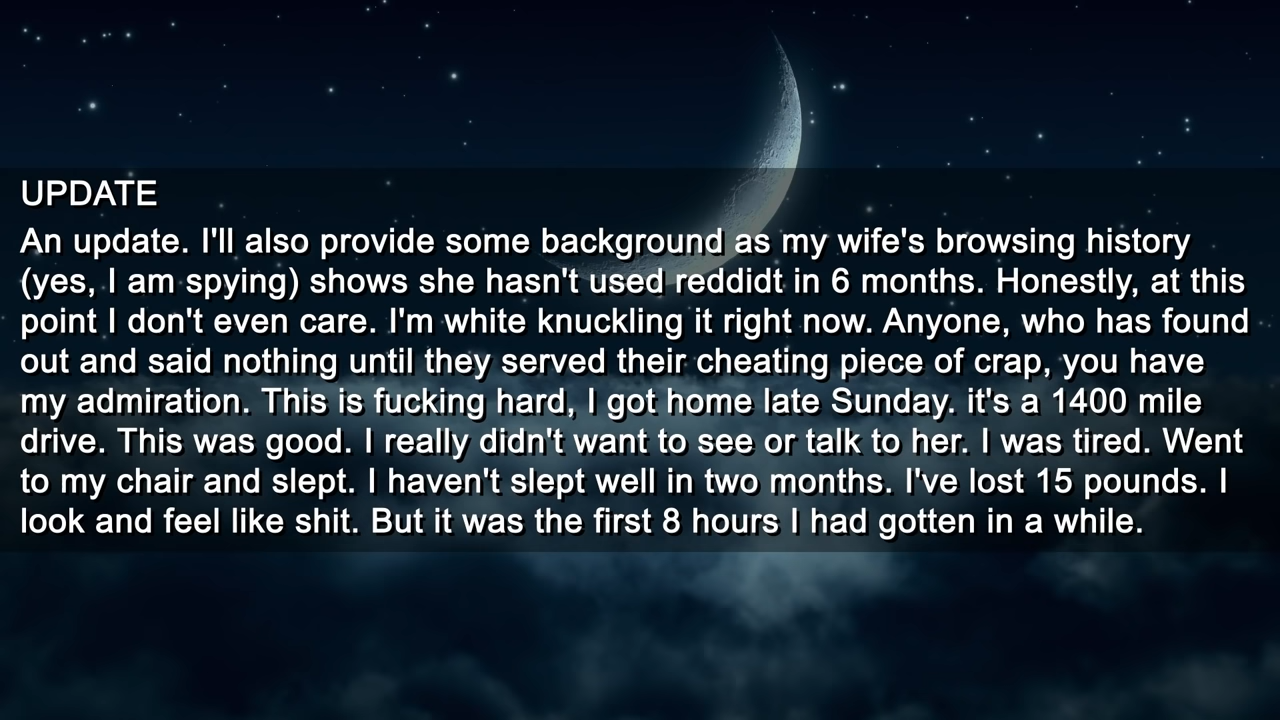 UPDATE
An update. I'll also provide some background as my wife's browsing history
(yes, I am spying) shows she hasn't used reddidt in 6 months. Honestly, at this
point I don't even care. I'm white knuckling it right now. Anyone, who has found
out and said nothing until they served their cheating piece of crap, you have
my admiration. This is fucking hard, I got home late Sunday. it's a 1400 mile
drive. This was good. I really didn't want to see or talk to her. I was tired. Went
to my chair and slept. I haven't slept well in two months. I've lost 15 pounds. I
look and feel like shit. But it was the first 8 hours I had gotten in a while.